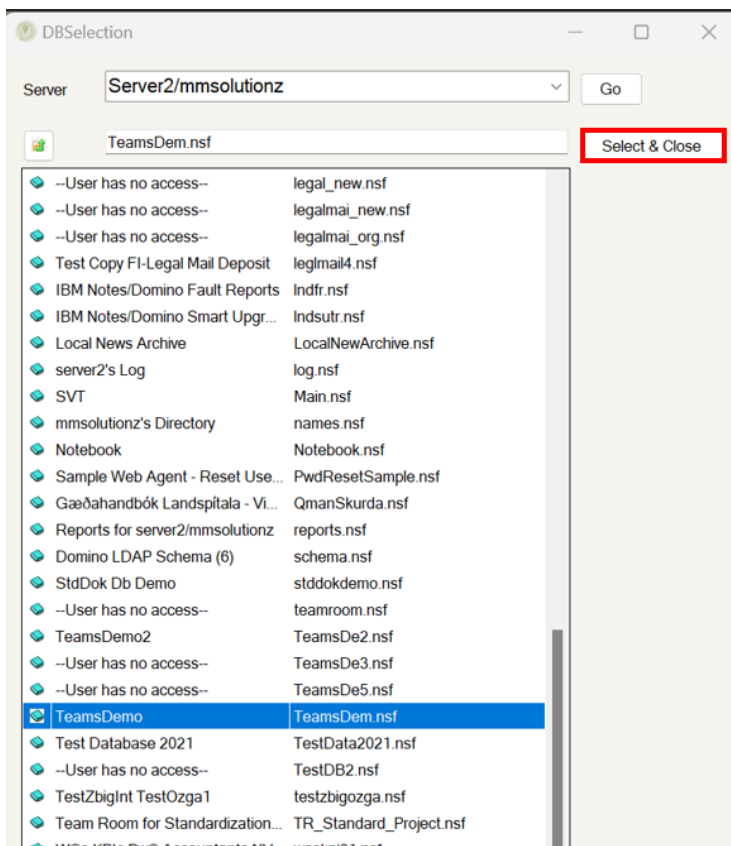 DBSelection
Server Server2/mmsolutionz Go
TeamsDem.nsf Select & Close
--User has no access-- legal_new.nsf
--User has no access-- legalmai_new.nsf
--User has no access-- legalmai_org.nsf
Test Copy FI-Legal Mail Deposit leglmail4.nsf
IBM Notes/Domino Fault Reports lndfr.nsf
IBM Notes/Domino Smart Upgr... lndsutr.nsf
Local News Archive LocalNewArchive.nsf
server2's Log log.nsf
SVT Main.nsf
mmsolutionz's Directory names.nsf
Notebook Notebook.nsf
Sample Web Agent - Reset Use... PwdResetSample.nsf
Gæðahandbók Landspítala - Vi... QmanSkurda.nsf
Reports for server2/mmsolutionz reports.nsf
Domino LDAP Schema (6) schema.nsf
StdDok Db Demo stddokdemo.nsf
--User has no access-- teamroom.nsf
TeamsDemo2 TeamsDe2.nsf
--User has no access-- TeamsDe3.nsf
--User has no access-- TeamsDe5.nsf
TeamsDemo TeamsDem.nsf
Test Database 2021 TestData2021.nsf
--User has no access-- TestDB2.nsf
TestZbigInt TestOzga1 testzbigozga.nsf
Team Room for Standardization... TR_Standard_Project.nsf